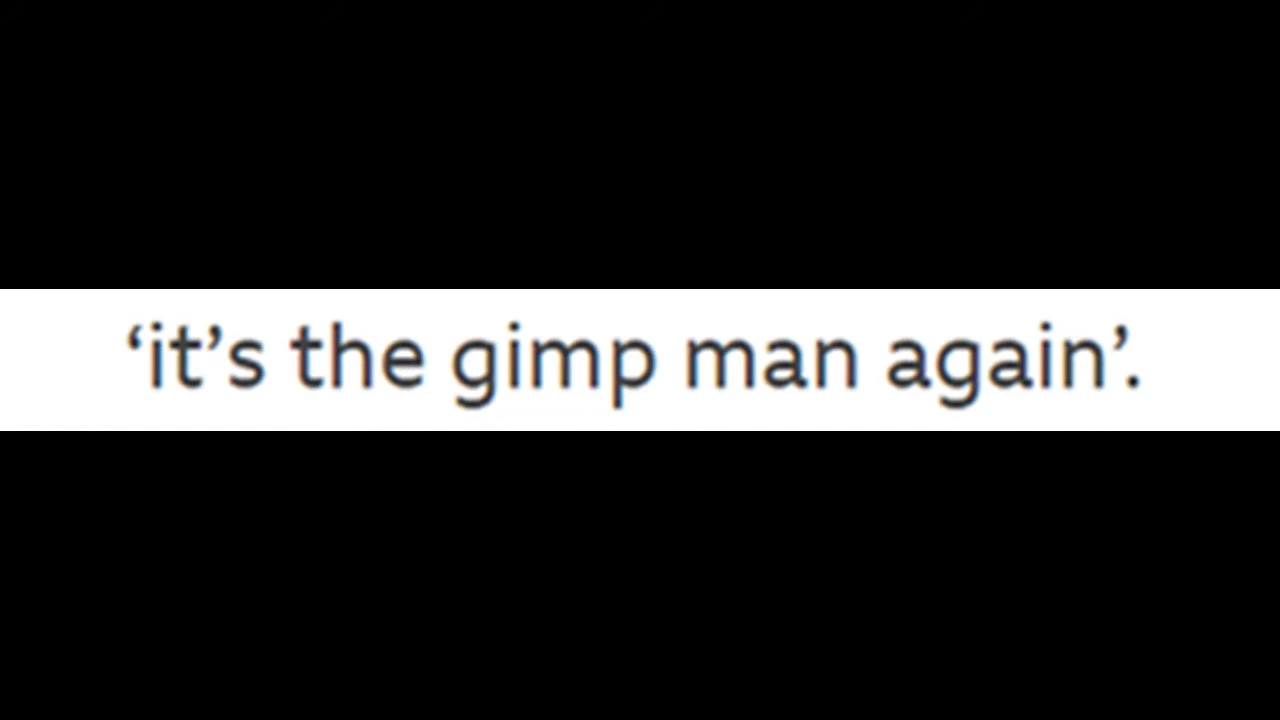 ‘it’s the gimp man again’.